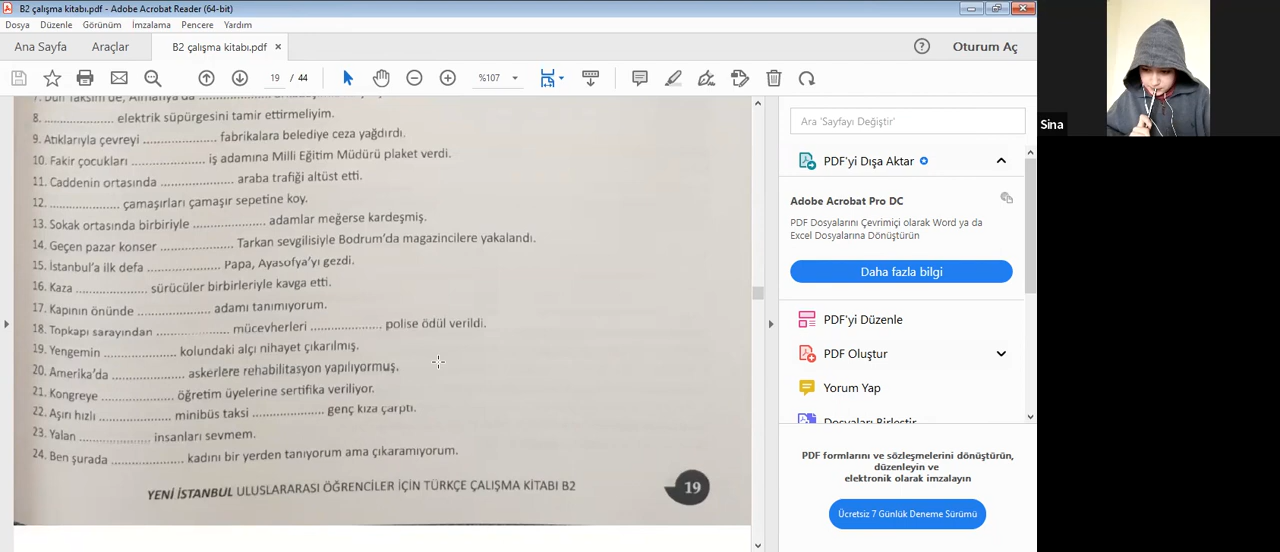 B2 çalışma kitabı.pdf - Adobe Acrobat Reader (64-bit)
Dosya Düzenle Görünüm İmzalama Pencere Yardım
Ana Sayfa Araçlar B2 çalışma kitabı.pdf ×
Oturum Aç
19 / 44
%107
7. Dün Taksim'de, Almanya'da ....................
8. .................... elektrik süpürgesini tamir ettirmeliyim.
9. Atıklarıyla çevreyi .................... fabrikalara belediye ceza yağdırdı.
10. Fakir çocukları .................... iş adamına Milli Eğitim Müdürü plaket verdi.
11. Caddenin ortasında .................... araba trafiği altüst etti.
12. .................... çamaşırları çamaşır sepetine koy.
13. Sokak ortasında birbiriyle .................... adamlar meğerse kardeşmiş.
14. Geçen pazar konser .................... Tarkan sevgilisiyle Bodrum'da magazincilere yakalandı.
15. İstanbul'a ilk defa .................... Papa, Ayasofya'yı gezdi.
16. Kaza .................... sürücüler birbirleriyle kavga etti.
17. Kapının önünde .................... adamı tanımıyorum.
18. Topkapı sarayından .................... mücevherleri .................... polise ödül verildi.
19. Yengemin .................... kolundaki alçı nihayet çıkarılmış.
20. Amerika'da .................... askerlere rehabilitasyon yapılıyormuş.
21. Kongreye .................... öğretim üyelerine sertifika veriliyor.
22. Aşırı hızlı .................... minibüs taksi .................... genç kıza çarptı.
23. Yalan .................... insanları sevmem.
24. Ben şurada .................... kadını bir yerden tanıyorum ama çıkaramıyorum.
YENİ İSTANBUL ULUSLARARASI ÖĞRENCİLER İÇİN TÜRKÇE ÇALIŞMA KİTABI B2
19
Ara 'Sayfayı Değiştir'
PDF'yi Dışa Aktar
Adobe Acrobat Pro DC
PDF Dosyalarını Çevrimiçi olarak Word ya da
Excel Dosyalarına Dönüştürün
Daha fazla bilgi
PDF'yi Düzenle
PDF Oluştur
Yorum Yap
Dosyaları Birleştir
PDF formlarını ve sözleşmelerini dönüştürün,
düzenleyin ve
elektronik olarak imzalayın
Ücretsiz 7 Günlük Deneme Sürümü
Sina